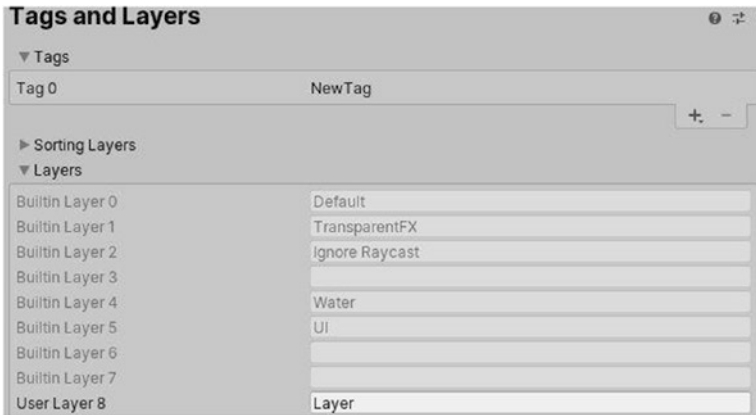 Tags and Layers
Tags
Tag 0 NewTag
Sorting Layers
Layers
Builtin Layer 0 Default
Builtin Layer 1 TransparentFX
Builtin Layer 2 Ignore Raycast
Builtin Layer 3
Builtin Layer 4 Water
Builtin Layer 5 UI
Builtin Layer 6
Builtin Layer 7
User Layer 8 Layer